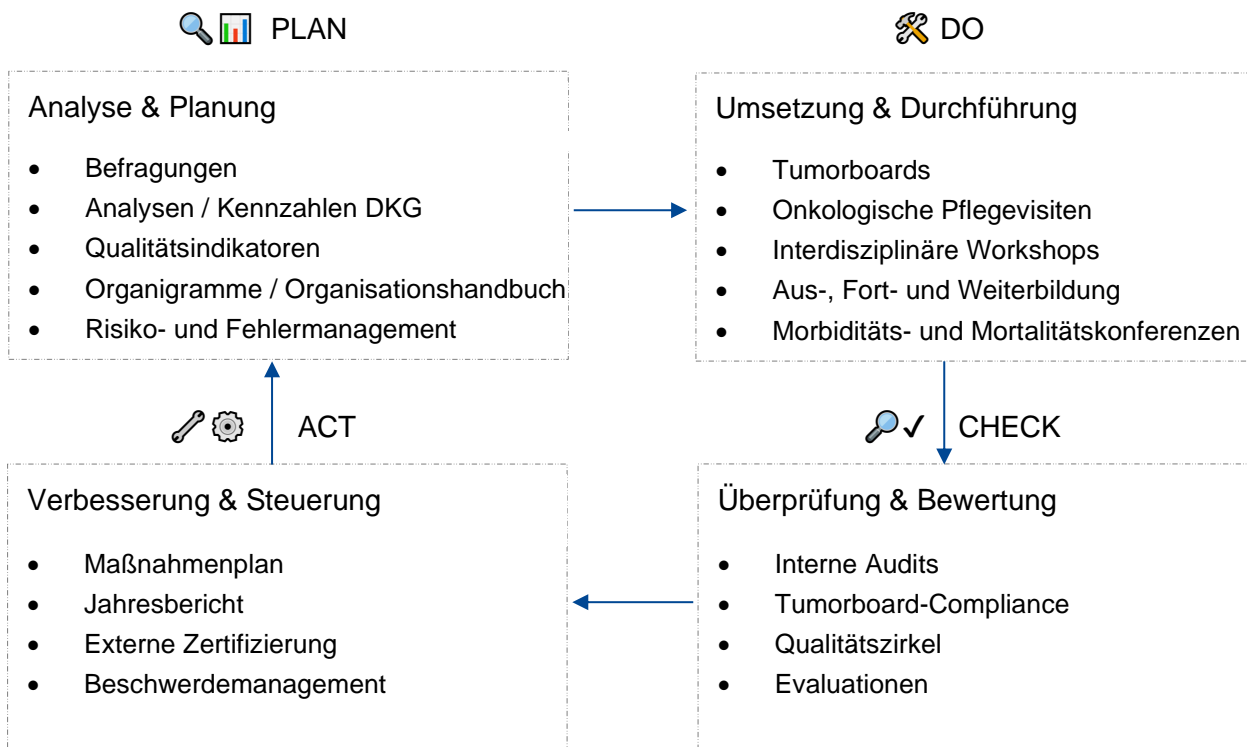 PLAN
Analyse & Planung
• Befragungen
• Analysen / Kennzahlen DKG
• Qualitätsindikatoren
• Organigramme / Organisationshandbuch
• Risiko- und Fehlermanagement
DO
Umsetzung & Durchführung
• Tumorboards
• Onkologische Pflegevisiten
• Interdisziplinäre Workshops
• Aus-, Fort- und Weiterbildung
• Morbiditäts- und Mortalitätskonferenzen
CHECK
Überprüfung & Bewertung
• Interne Audits
• Tumorboard-Compliance
• Qualitätszirkel
• Evaluationen
ACT
Verbesserung & Steuerung
• Maßnahmenplan
• Jahresbericht
• Externe Zertifizierung
• Beschwerdemanagement